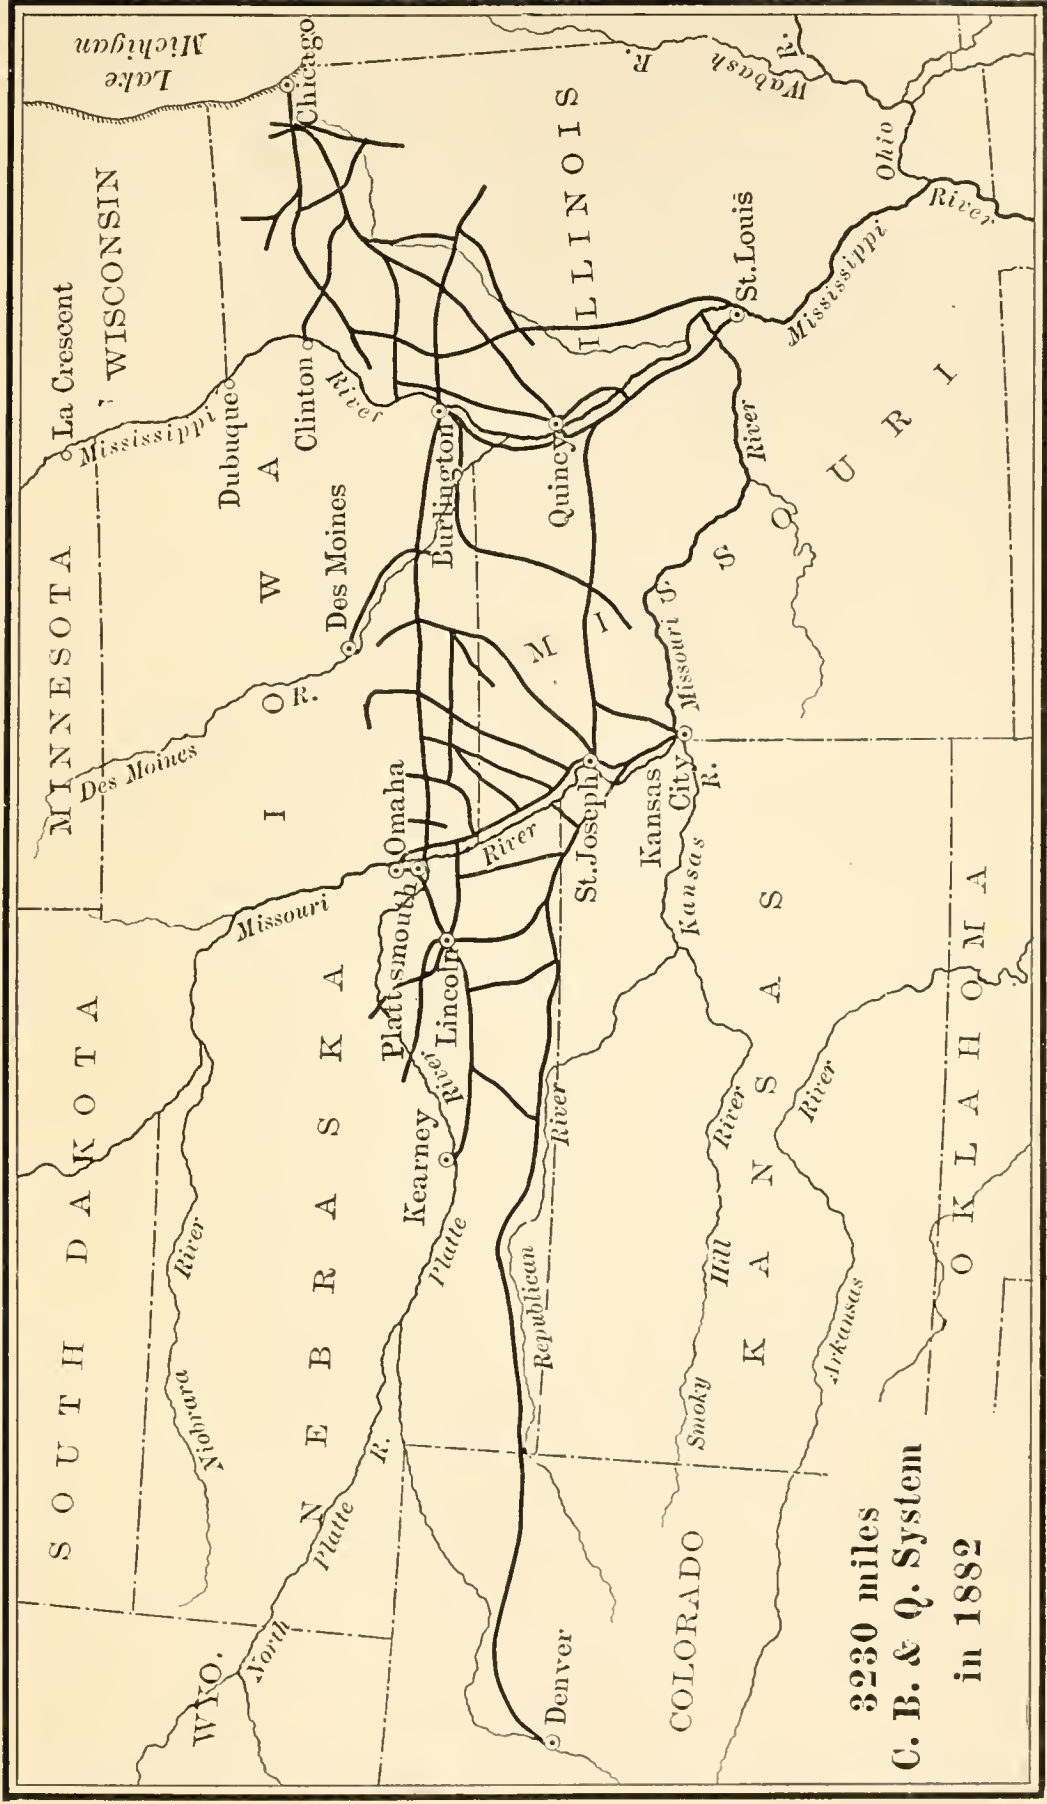 3230 miles
C. B. & Q. System
in 1882
WYO.
SOUTH DAKOTA
MINNESOTA
WISCONSIN
Lake
Michigan
NEBRASKA
IOWA
ILLINOIS
COLORADO
KANSAS
MISSOURI
OKLAHOMA
La Crescent
Dubuque
Clinton
Chicago
Des Moines
Burlington
Quincy
St. Louis
Omaha
Plattsmouth
Lincoln
Kearney
St. Joseph
Kansas
City
Denver
North
Platte
R.
Platte
River
Niobrara
River
Missouri
River
Des Moines
R.
Mississippi
River
Republican
River
Smoky
Hill
River
Kansas
R.
Arkansas
River
Missouri
River
Mississippi
River
Ohio
Wabash
R.
R.